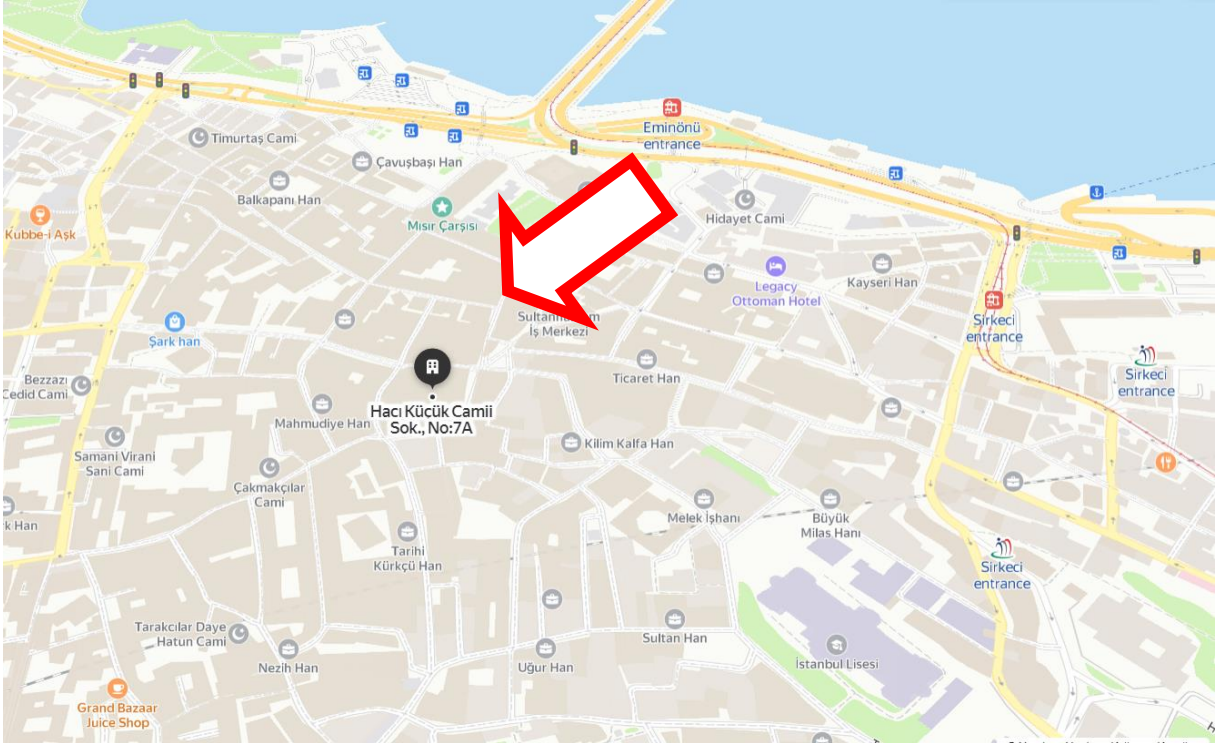 Timurtaş Cami
Çavuşbaşı Han
Eminönü
entrance
Balkapanı Han
Mısır Çarşısı
Hidayet Cami
Kubbe-i Aşk
Legacy
Ottoman Hotel
Kayseri Han
Şark han
İş Merkezi
Sirkeci
entrance
Bezzazı
Cedid Cami
Ticaret Han
Sirkeci
entrance
Hacı Küçük Camii
Sok., No:7A
Mahmudiye Han
Kilim Kalfa Han
Samani Virani
Sani Cami
Çakmakçılar
Cami
k Han
Melek İşhanı
Büyük
Milas Hanı
Tarihi
Kürkçü Han
Sirkeci
entrance
Tarakcılar Daye
Hatun Cami
Sultan Han
Nezih Han
Uğur Han
İstanbul Lisesi
Grand Bazaar
Juice Shop